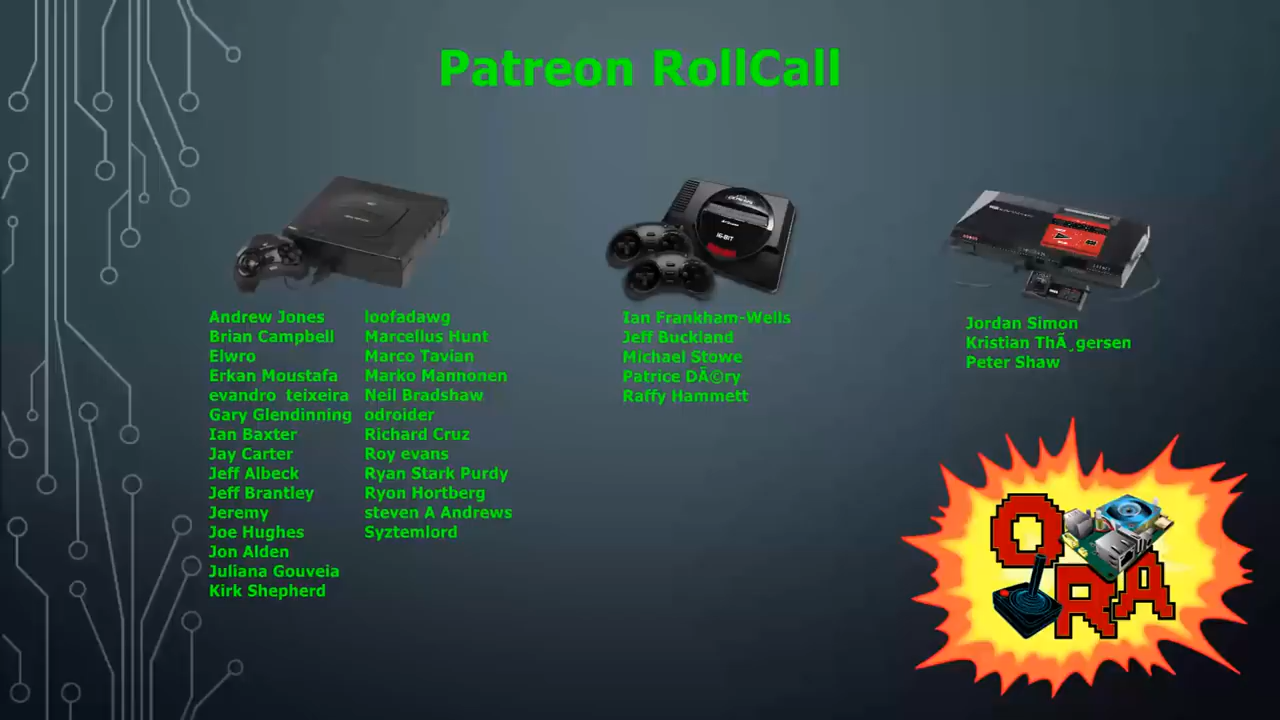 Patreon RollCall
Andrew Jones
Brian Campbell
Elwro
Erkan Moustafa
evandro  teixeira
Gary Glendinning
Ian Baxter
Jay Carter
Jeff Albeck
Jeff Brantley
Jeremy
Joe Hughes
Jon Alden
Juliana Gouveia
Kirk Shepherd
loofadawg
Marcellus Hunt
Marco Tavian
Marko Mannonen
Neil Bradshaw
odroider
Richard Cruz
Roy evans
Ryan Stark Purdy
Ryon Hortberg
steven A Andrews
Syztemlord
16-BIT
Ian Frankham-Wells
Jeff Buckland
Michael Stowe
Patrice DÃ©ry
Raffy Hammett
Jordan Simon
Kristian ThÃ¸gersen
Peter Shaw
O
RA